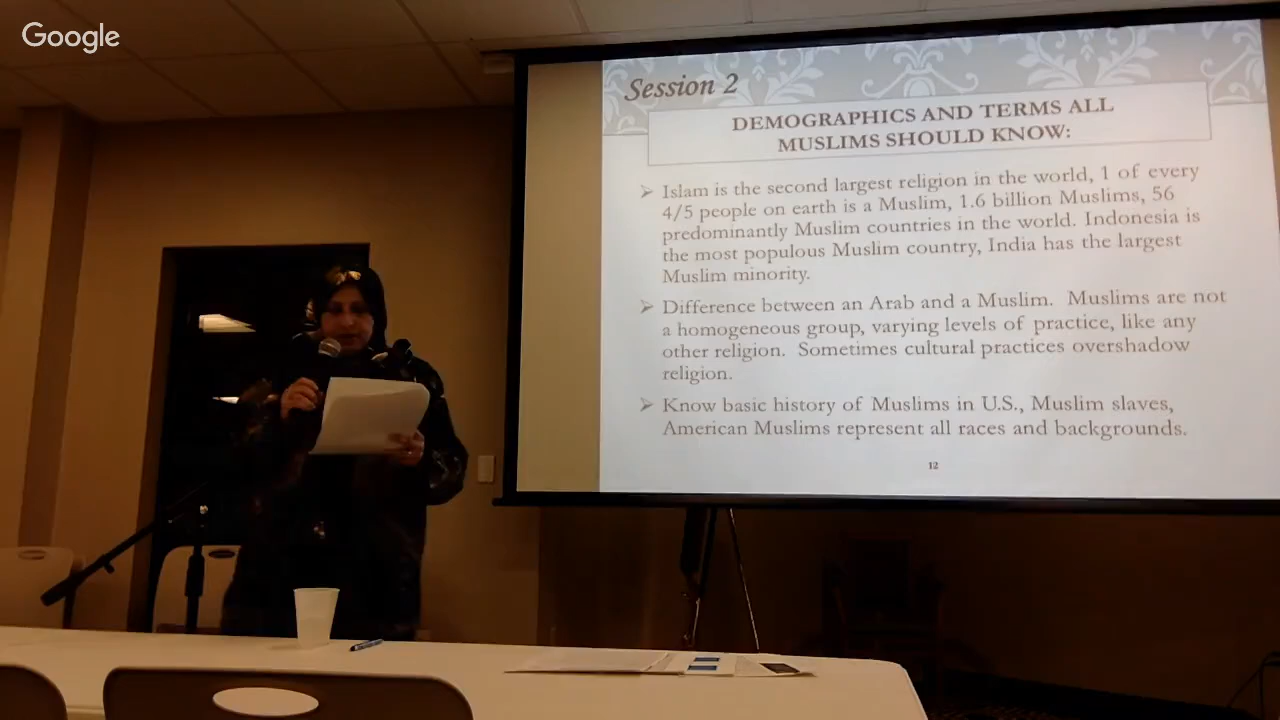 Google
Session 2
DEMOGRAPHICS AND TERMS ALL
MUSLIMS SHOULD KNOW:
➢ Islam is the second largest religion in the world, 1 of every
4/5 people on earth is a Muslim, 1.6 billion Muslims, 56
predominantly Muslim countries in the world. Indonesia is
the most populous Muslim country, India has the largest
Muslim minority.
➢ Difference between an Arab and a Muslim. Muslims are not
a homogeneous group, varying levels of practice, like any
other religion. Sometimes cultural practices overshadow
religion.
➢ Know basic history of Muslims in U.S., Muslim slaves,
American Muslims represent all races and backgrounds.
12